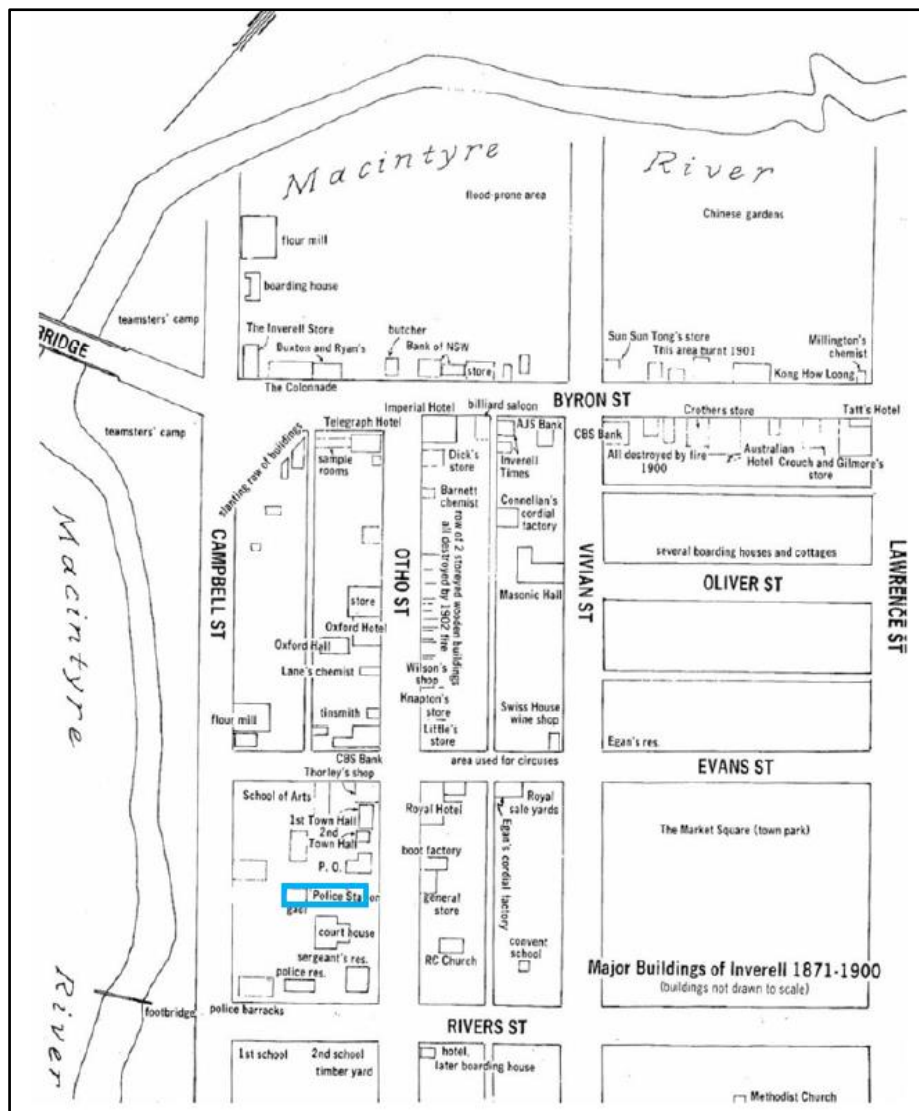 Macintyre
River
flood-prone area
Chinese gardens
flour mill
boarding house
teamsters' camp
BRIDGE
The Inverell Store
Buxton and Ryan's
butcher
Bank of NSW
store
The Colonnade
Sun Sun Tong's store
This area burnt 1901
Millington's
chemist
Kong How Loong
BYRON ST
teamsters' camp
slanting row of buildings
Telegraph Hotel
sample
rooms
Imperial Hotel
billiard saloon
AJS Bank
Inverell
Times
Dick's
store
Barnett
chemist
row of 2 storeyed wooden buildings
all destroyed by 1902 fire
Connellan's
cordial
factory
Masonic Hall
CBS Bank
Crothers store
Tatt's Hotel
All destroyed by fire
1900
Australian
Hotel
Crouch and Gilmore's
store
several boarding houses and cottages
CAMPBELL ST
OTHO ST
VIVIAN ST
OLIVER ST
LAWRENCE ST
Macintyre
River
store
Oxford Hotel
Oxford Hall
Lane's chemist
tinsmith
flour mill
CBS Bank
Wilson's
shop
Knapton's
store
Little's
store
Swiss House
wine shop
Egan's res.
area used for circuses
EVANS ST
Thorley's shop
School of Arts
1st Town Hall
2nd
Town Hall
P. O.
Police Station
gaol
court house
sergeant's res.
police res.
police barracks
footbridge
Royal Hotel
boot factory
general
store
RC Church
Royal
sale yards
Egan's cordial factory
convent
school
The Market Square (town park)
Major Buildings of Inverell 1871-1900
(buildings not drawn to scale)
RIVERS ST
1st school
2nd school
timber yard
hotel,
later boarding house
Methodist Church